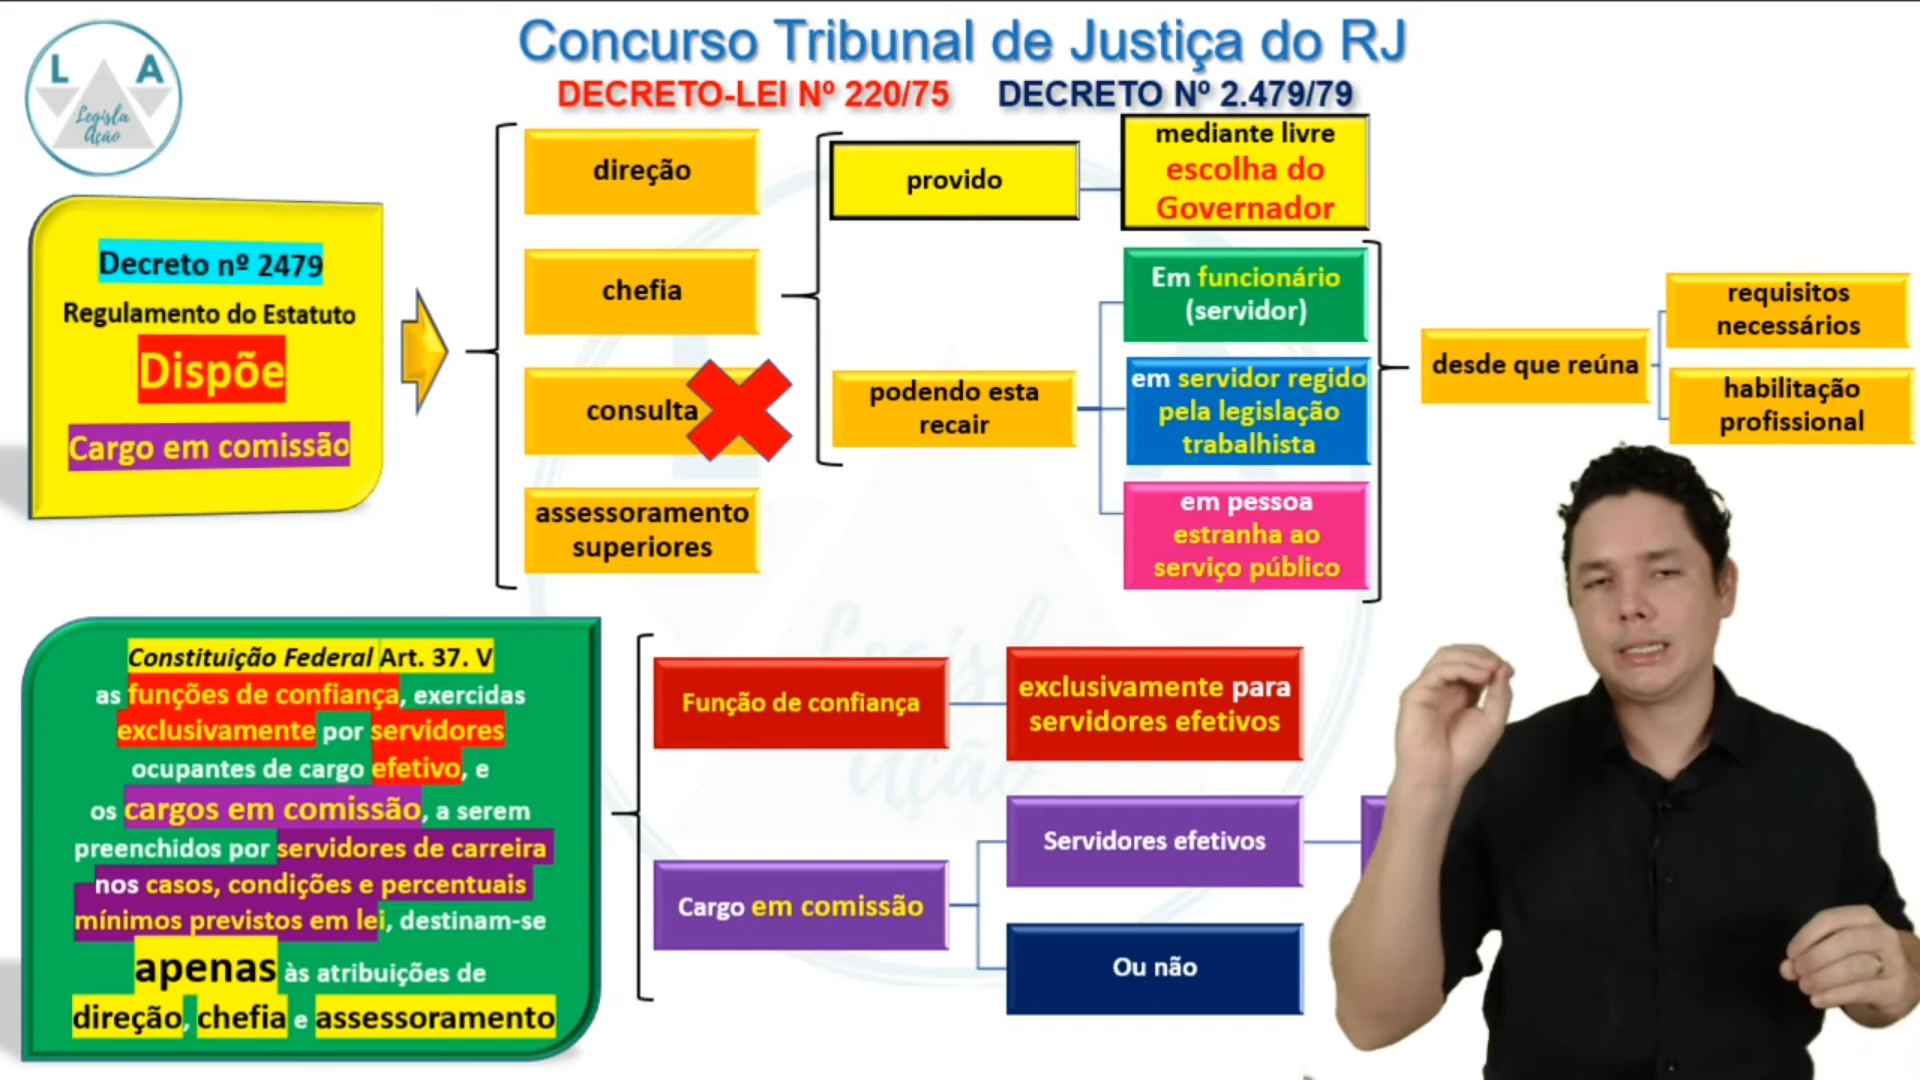 Concurso Tribunal de Justiça do RJ
DECRETO-LEI Nº 220/75 DECRETO Nº 2.479/79
L A
Legisla
Ação
Decreto nº 2479
Regulamento do Estatuto
Dispõe
Cargo em comissão
direção
chefia
consulta
assessoramento
superiores
provido
mediante livre
escolha do
Governador
podendo esta
recair
Em funcionário
(servidor)
em servidor regido
pela legislação
trabalhista
em pessoa
estranha ao
serviço público
desde que reúna
requisitos
necessários
habilitação
profissional
Constituição Federal Art. 37. V
as funções de confiança, exercidas
exclusivamente por servidores
ocupantes de cargo efetivo, e
os cargos em comissão, a serem
preenchidos por servidores de carreira
nos casos, condições e percentuais
mínimos previstos em lei, destinam-se
apenas às atribuições de
direção, chefia e assessoramento
Função de confiança
exclusivamente para
servidores efetivos
Cargo em comissão
Servidores efetivos
Ou não
Legisla
Ação